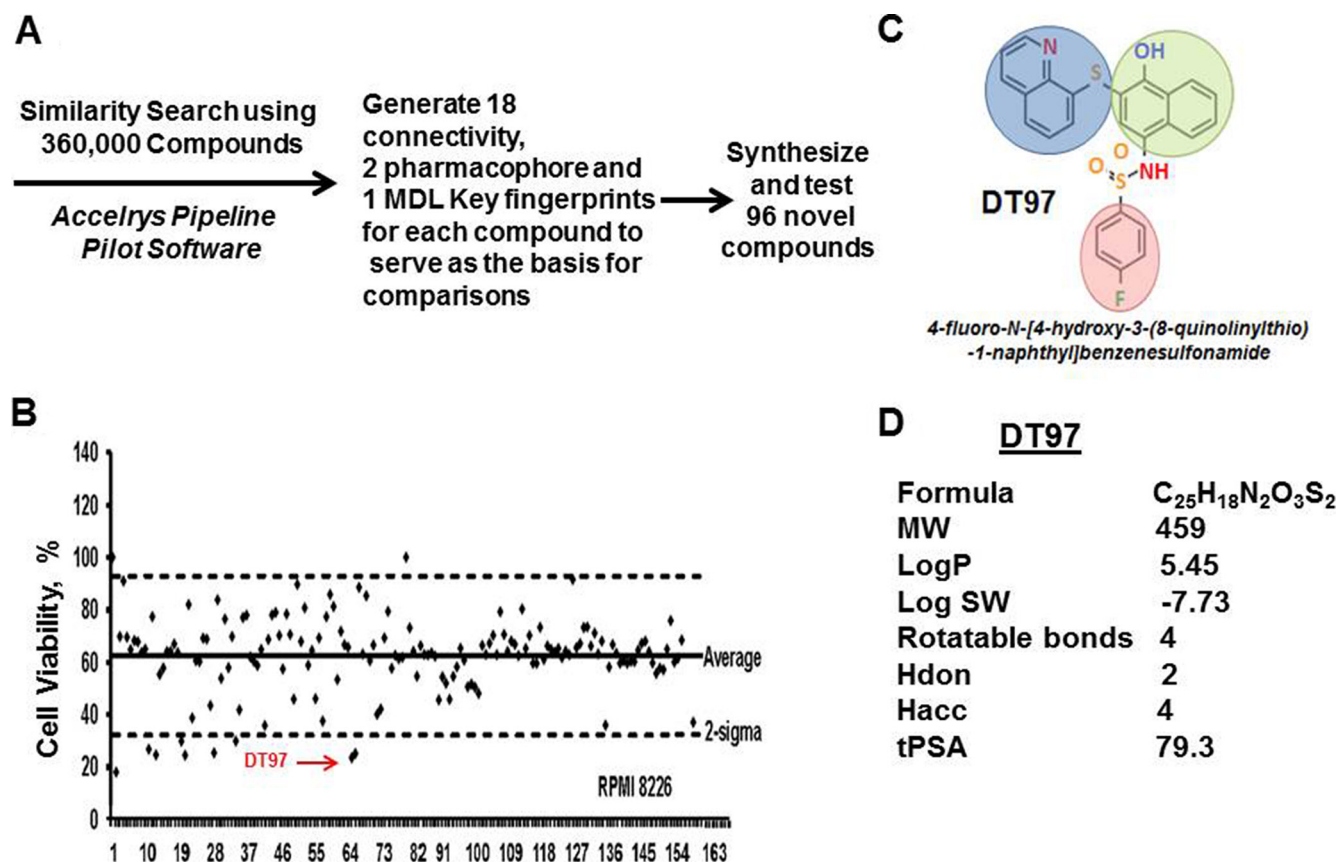 A
Similarity Search using
360,000 Compounds
Accelrys Pipeline
Pilot Software
Generate 18
connectivity,
2 pharmacophore and
1 MDL Key fingerprints
for each compound to
serve as the basis for
comparisons
Synthesize
and test
96 novel
compounds
C
N
OH
S
O
O
S
NH
DT97
F
4-fluoro-N-[4-hydroxy-3-(8-quinolinylthio)
-1-naphthyl]benzenesulfonamide
B
Cell Viability, %
140
120
100
80
60
40
20
0
Average
2-sigma
DT97
RPMI 8226
1 10 19 28 37 46 55 64 73 82 91 100 109 118 127 136 145 154 163
D
DT97
Formula C25H18N2O3S2
MW 459
LogP 5.45
Log SW -7.73
Rotatable bonds 4
Hdon 2
Hacc 4
tPSA 79.3